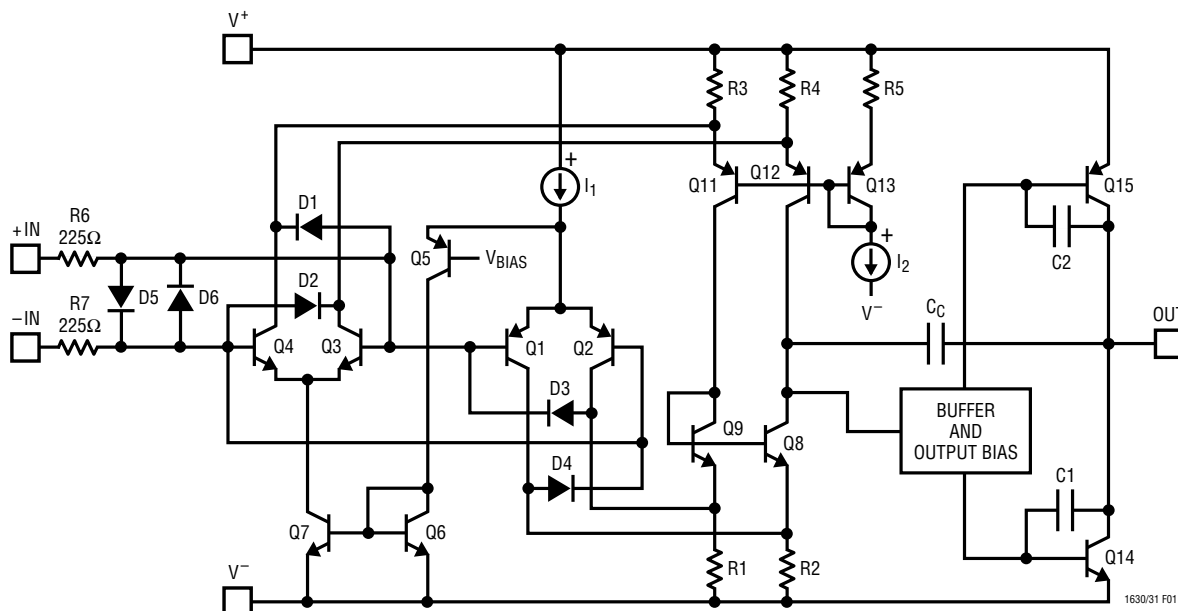 V+
R3
R4
R5
+
Q11
Q12
Q13
Q15
I1
D1
+IN
R6
225Ω
Q5
VBIAS
+
I2
C2
D5
D6
D2
V−
CC
OUT
−IN
R7
225Ω
Q4
Q3
Q1
Q2
D3
Q9
Q8
BUFFER
AND
OUTPUT BIAS
D4
C1
Q7
Q6
Q14
V−
R1
R2
1630/31 F01